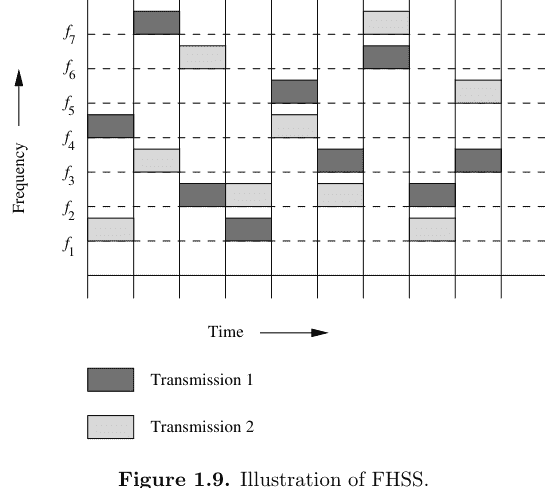 f7
f6
f5
f4
f3
f2
f1
Frequency
Time
Transmission 1
Transmission 2
Figure 1.9. Illustration of FHSS.